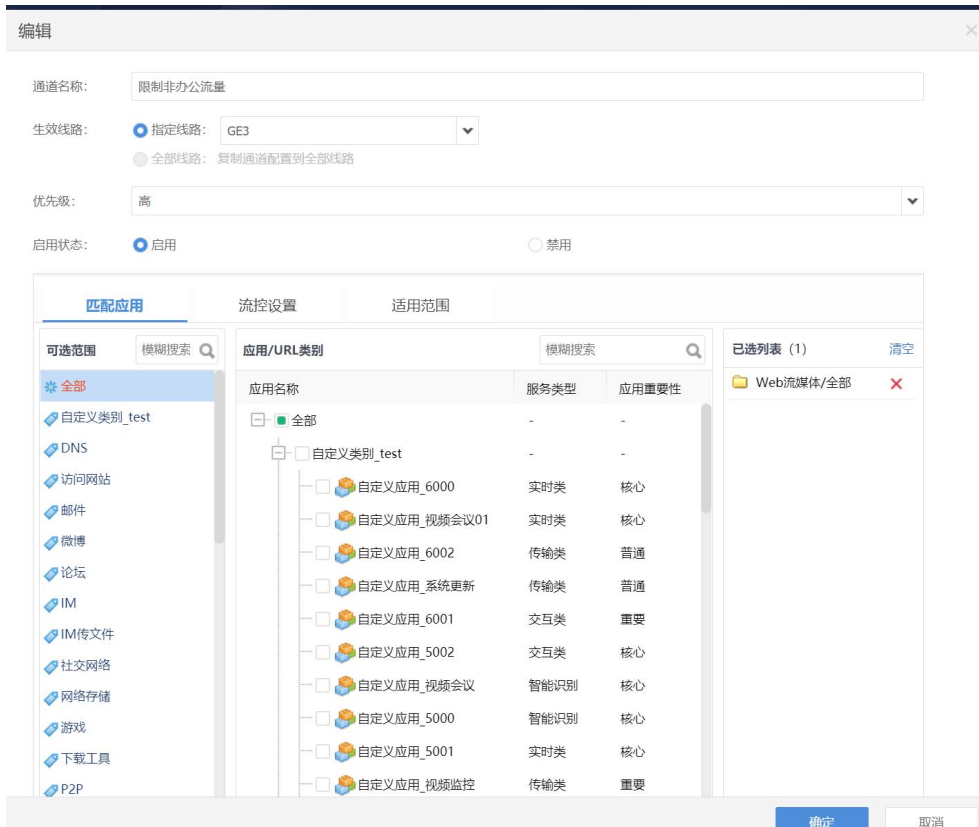 编辑
通道名称: 限制非办公流量
生效线路: 指定线路: GE3
全部线路: 复制通道配置到全部线路
优先级: 高
启用状态: 启用 禁用
匹配应用 流控设置 适用范围
可选范围 模糊搜索
全部
自定义类别_test
DNS
访问网站
邮件
微博
论坛
IM
IM传文件
社交网络
网络存储
游戏
下载工具
P2P
应用/URL类别 模糊搜索
应用名称 服务类型 应用重要性
全部 - -
自定义类别_test - -
自定义应用_6000 实时类 核心
自定义应用_视频会议01 实时类 核心
自定义应用_6002 传输类 普通
自定义应用_系统更新 传输类 普通
自定义应用_6001 交互类 重要
自定义应用_5002 交互类 核心
自定义应用_视频会议 智能识别 核心
自定义应用_5000 智能识别 核心
自定义应用_5001 实时类 核心
自定义应用_视频监控 传输类 重要
已选列表 (1) 清空
Web流媒体/全部
确定 取消